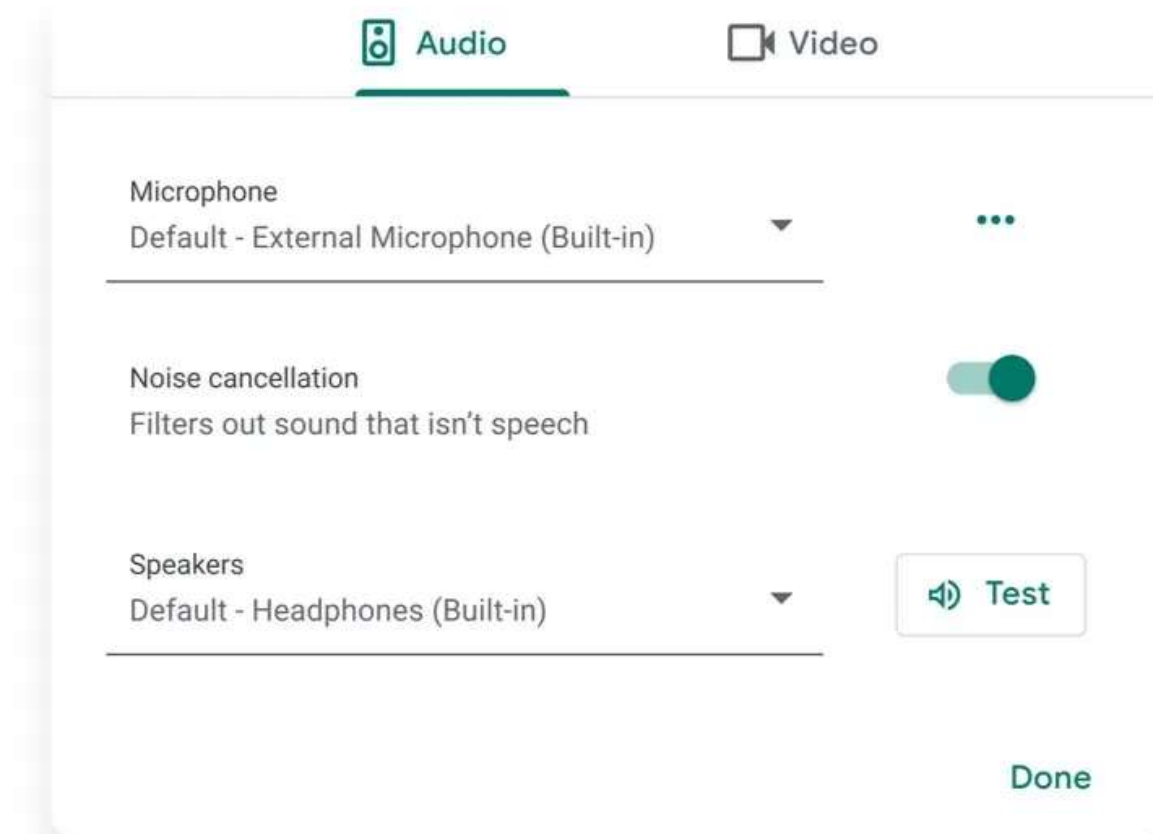 Audio Video
Microphone
Default - External Microphone (Built-in)
Noise cancellation
Filters out sound that isn’t speech
Speakers
Default - Headphones (Built-in)
Test
Done